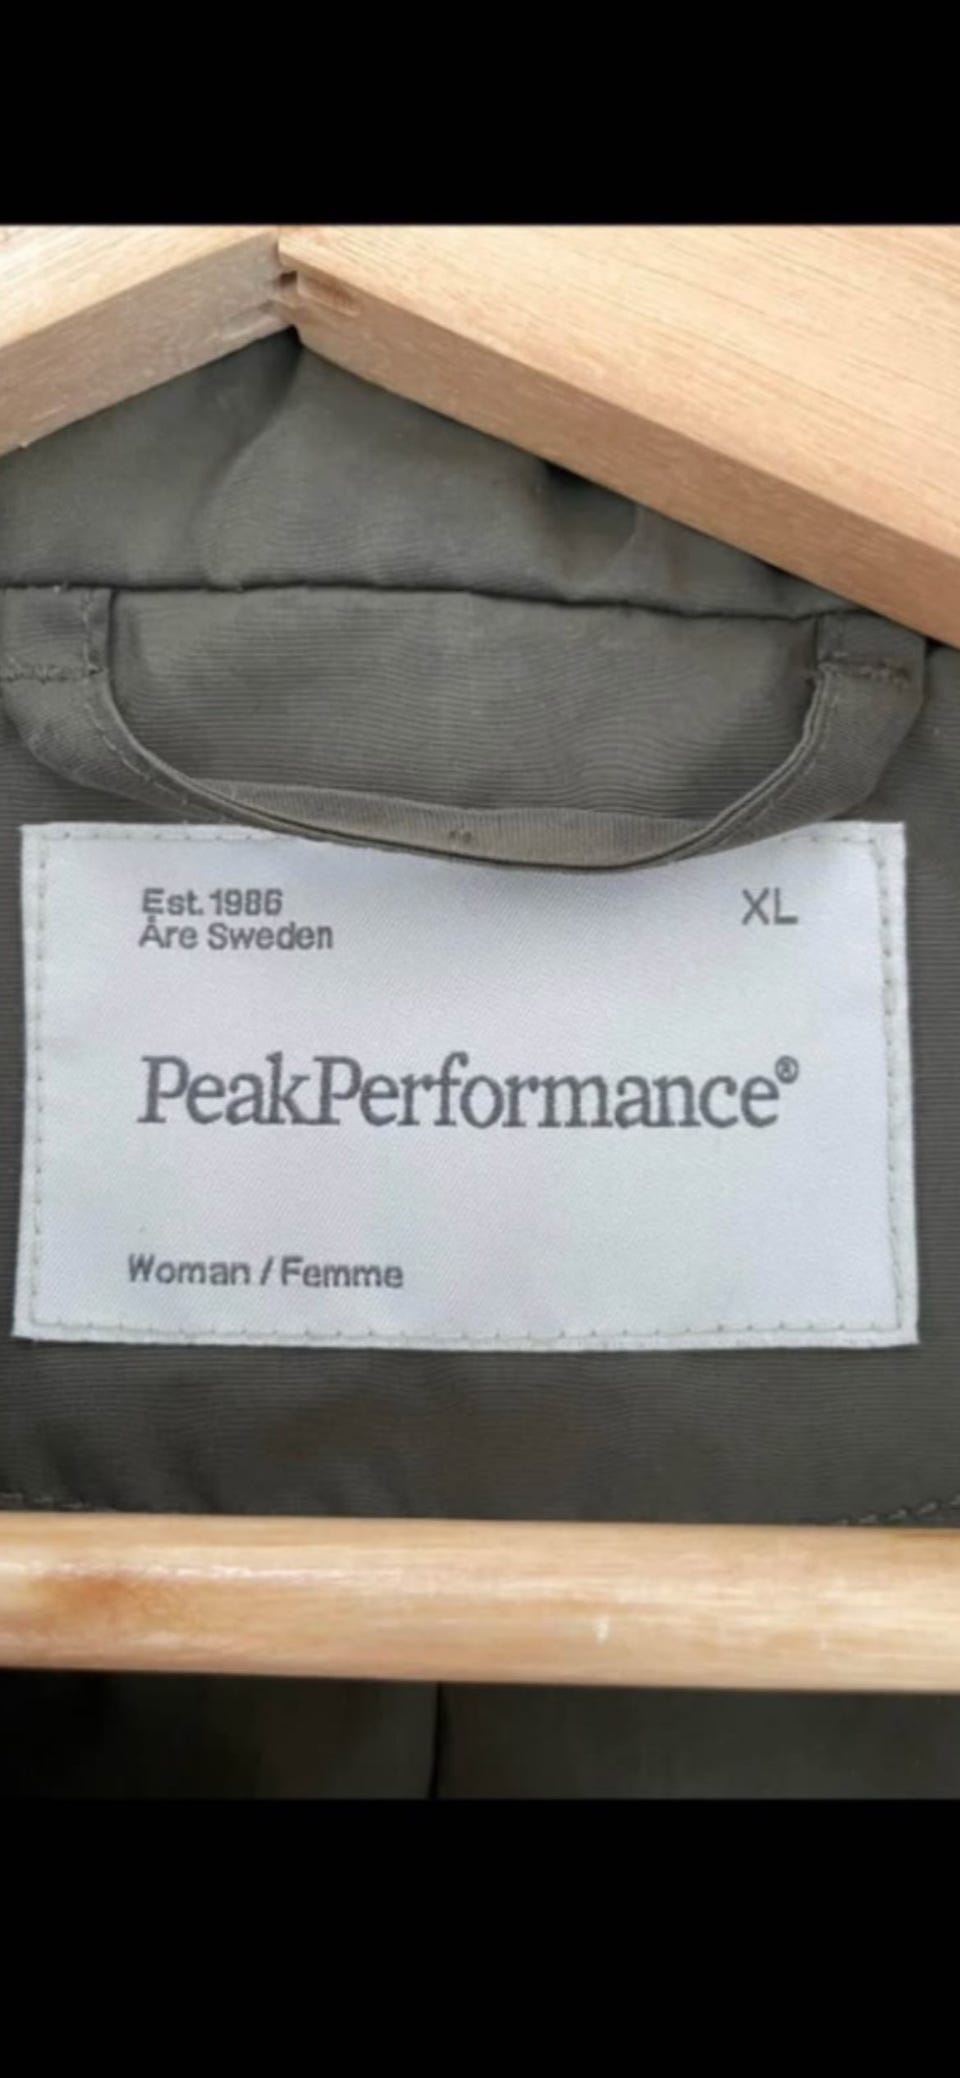 Est. 1986
Åre Sweden
XL
PeakPerformance®
Woman / Femme